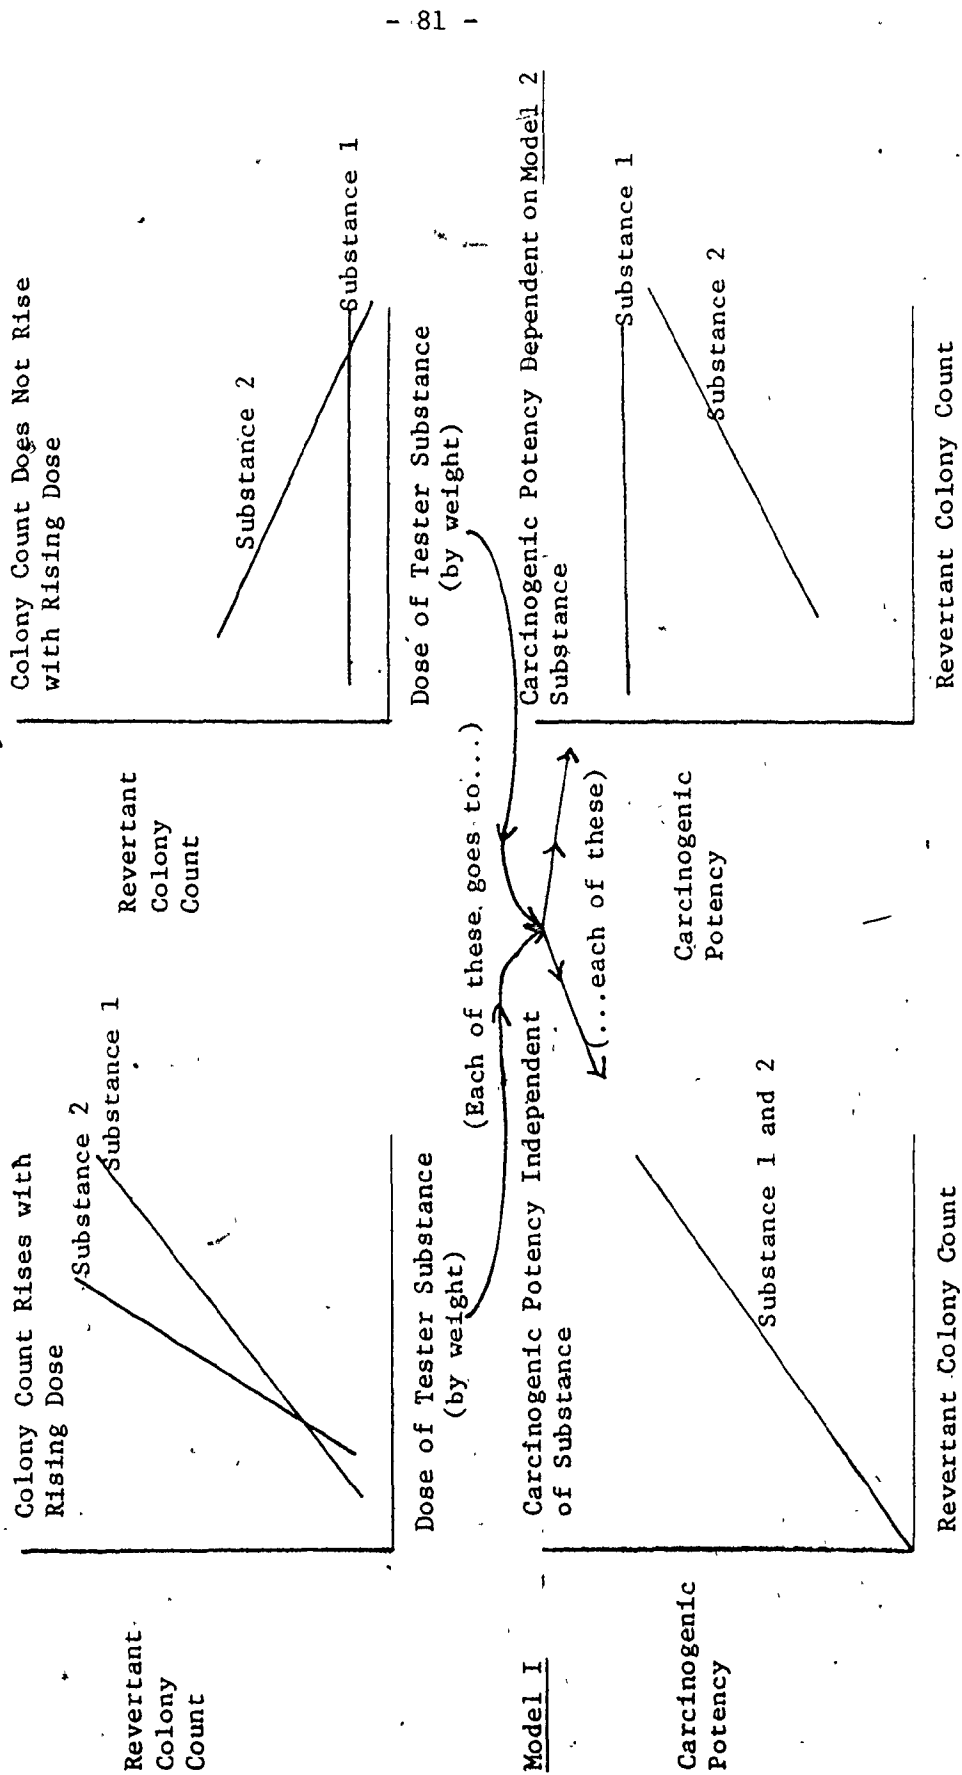 - 81 -
Colony Count Rises with
Rising Dose
Revertant
Colony
Count
Substance 2
Substance 1
Dose of Tester Substance
(by weight)
Colony Count Does Not Rise
with Rising Dose
Revertant
Colony
Count
Substance 2
Substance 1
Dose of Tester Substance
(by weight)
(Each of these goes to...)
(...each of these)
Model I
Carcinogenic Potency Independent
of Substance
Carcinogenic
Potency
Substance 1 and 2
Revertant Colony Count
Carcinogenic Potency Dependent on Model 2
Substance
Carcinogenic
Potency
Substance 1
Substance 2
Revertant Colony Count